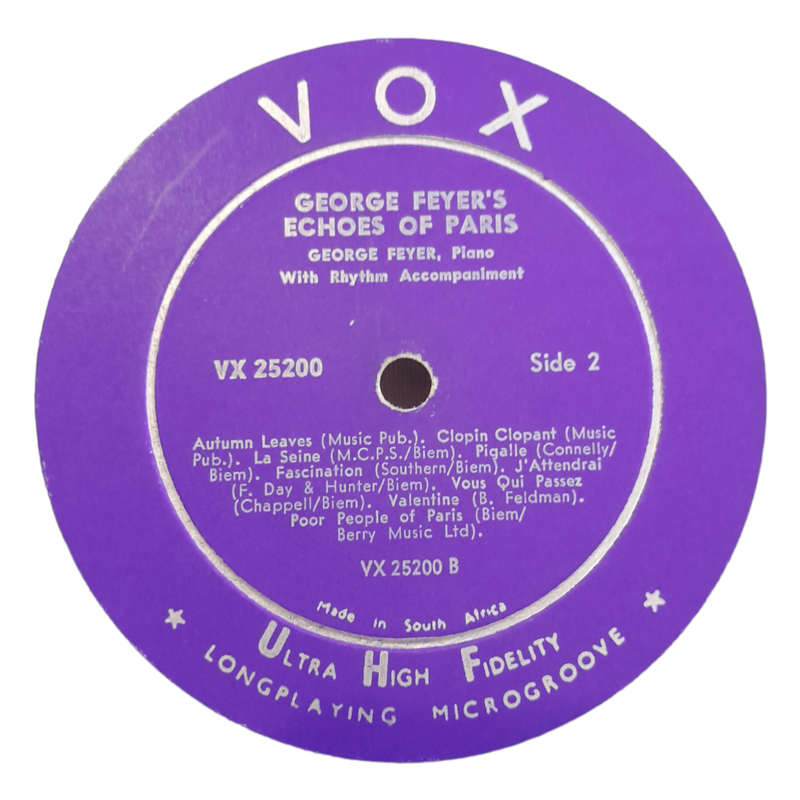 VOX
GEORGE FEYER'S
ECHOES OF PARIS
GEORGE FEYER, Piano
With Rhythm Accompaniment
VX 25200
Side 2
Autumn Leaves (Music Pub.). Clopin Clopant (Music
Pub.). La Seine (M.C.P.S./Biem). Pigalle (Connelly/
Biem). Fascination (Southern/Biem). J'Attendrai
(F. Day & Hunter/Biem). Vous Qui Passez
(Chappell/Biem). Valentine (B. Feldman).
Poor People of Paris (Biem/
Berry Music Ltd).
VX 25200 B
Made in South Africa
ULTRA HIGH FIDELITY
LONGPLAYING MICROGROOVE